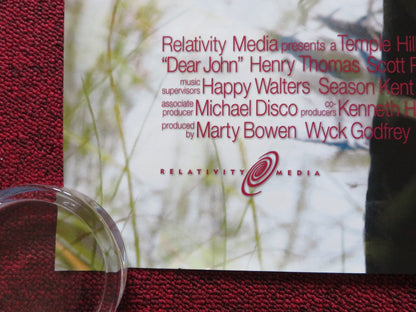 Relativity Media presents a Temple Hill
"Dear John" Henry Thomas Scott
music supervisors Happy Walters Season Kent
associate producer Michael Disco co-producers Kenneth
produced by Marty Bowen Wyck Godfrey
RELATIVITY MEDIA